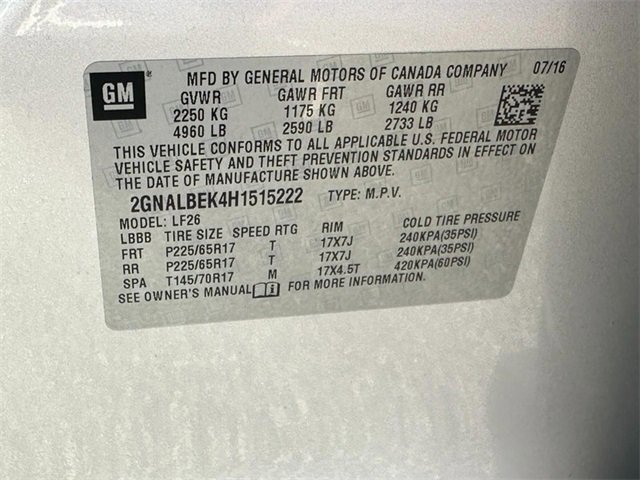 GM
MFD BY GENERAL MOTORS OF CANADA COMPANY 07/16
GVWR GAWR FRT GAWR RR
2250 KG 1175 KG 1240 KG
4960 LB 2590 LB 2733 LB
THIS VEHICLE CONFORMS TO ALL APPLICABLE U.S. FEDERAL MOTOR
VEHICLE SAFETY AND THEFT PREVENTION STANDARDS IN EFFECT ON
THE DATE OF MANUFACTURE SHOWN ABOVE.
2GNALBEK4H1515222 TYPE: M.P.V.
MODEL: LF26
LBBB TIRE SIZE SPEED RTG RIM COLD TIRE PRESSURE
FRT P225/65R17 T 17X7J 240KPA(35PSI)
RR P225/65R17 T 17X7J 240KPA(35PSI)
SPA T145/70R17 M 17X4.5T 420KPA(60PSI)
SEE OWNER'S MANUAL FOR MORE INFORMATION.